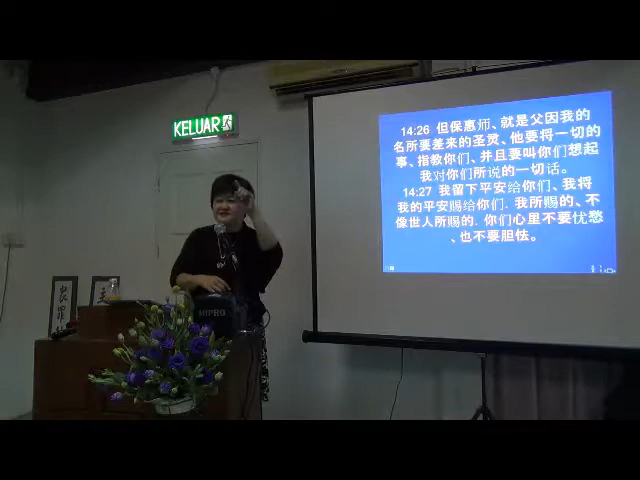 KELUAR
14:26 但保惠师、就是父因我的
名所要差来的圣灵、他要将一切的
事、指教你们、并且要叫你们想起
我对你们所说的一切话。
14:27 我留下平安给你们、我将
我的平安赐给你们. 我所赐的、不
像世人所赐的. 你们心里不要忧愁
、也不要胆怯。
MIPRO